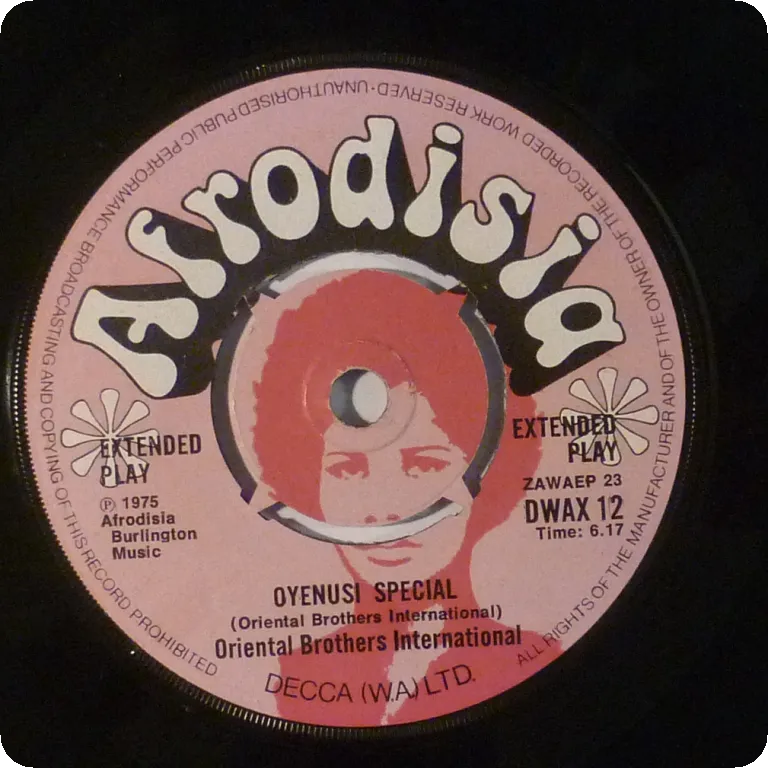 Afrodisia
EXTENDED
PLAY
℗ 1975
Afrodisia
Burlington
Music
EXTENDED
PLAY
ZAWAEP 23
DWAX 12
Time: 6.17
OYENUSI SPECIAL
(Oriental Brothers International)
Oriental Brothers International
DECCA (W.A.) LTD.
ALL RIGHTS OF THE MANUFACTURER AND OF THE OWNER OF THE RECORDED WORK RESERVED · UNAUTHORISED PUBLIC PERFORMANCE BROADCASTING AND COPYING OF THIS RECORD PROHIBITED